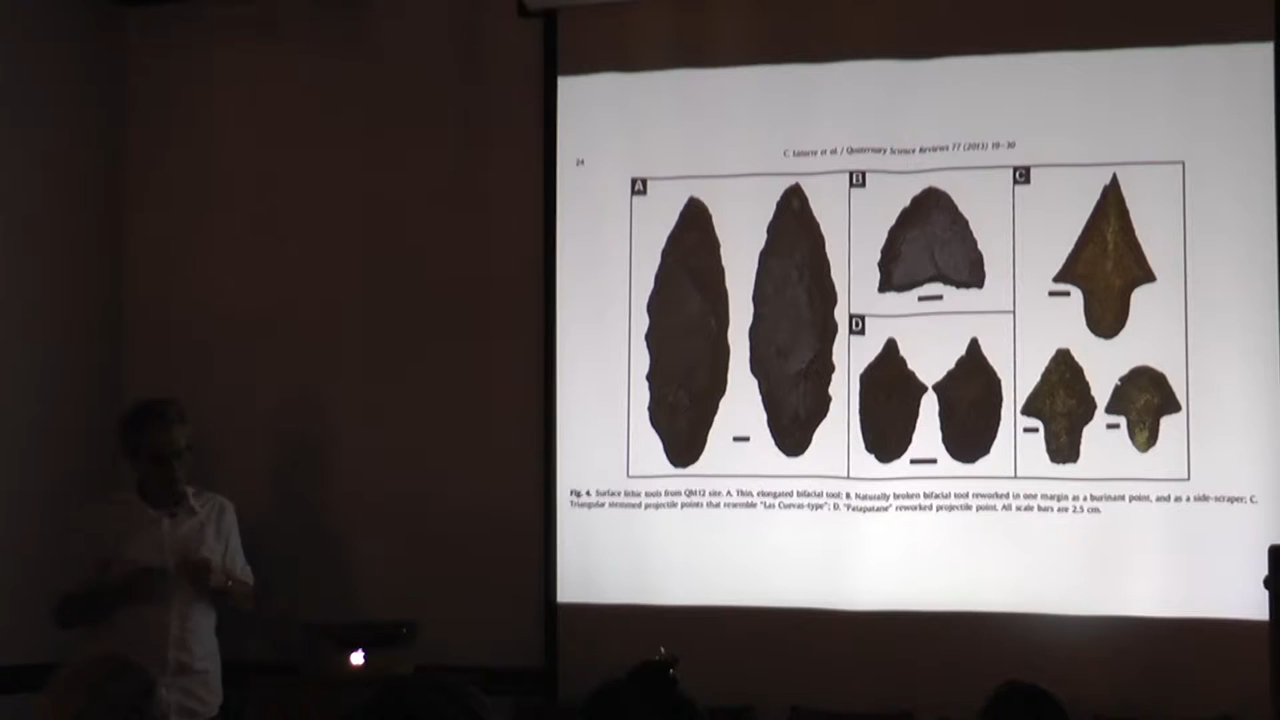 24
C. Latorre et al. / Quaternary Science Reviews 77 (2013) 19–30
A
B
C
D
Fig. 4. Surface lithic tools from QM12 site. A. Thin, elongated bifacial tool; B. Naturally broken bifacial tool reworked in one margin as a burinant point, and as a side-scraper; C.
Triangular stemmed projectile points that resemble "Las Cuevas-type"; D. "Patapatane" reworked projectile point. All scale bars are 2.5 cm.